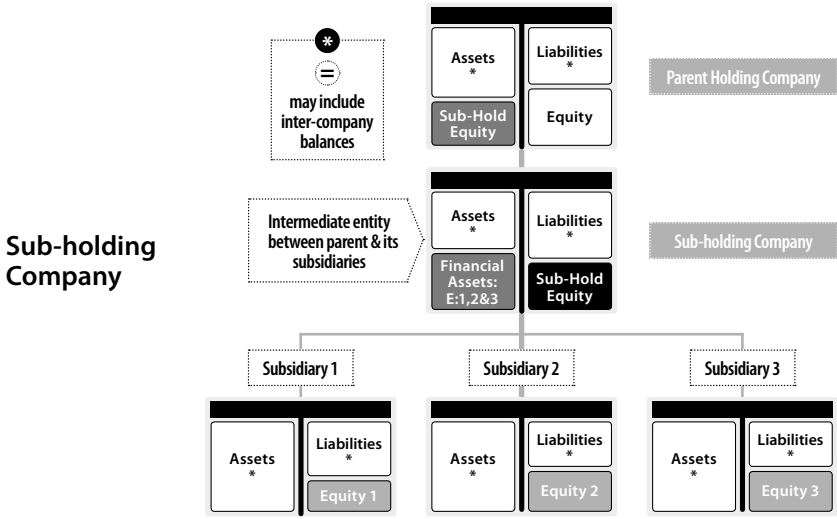 *
=
may include
inter-company
balances
Assets
*
Liabilities
*
Sub-Hold
Equity
Equity
Parent Holding Company
Sub-holding
Company
Intermediate entity
between parent & its
subsidiaries
Assets
*
Liabilities
*
Financial
Assets:
E:1,2&3
Sub-Hold
Equity
Sub-holding Company
Subsidiary 1
Subsidiary 2
Subsidiary 3
Assets
*
Liabilities
*
Equity 1
Assets
*
Liabilities
*
Equity 2
Assets
*
Liabilities
*
Equity 3